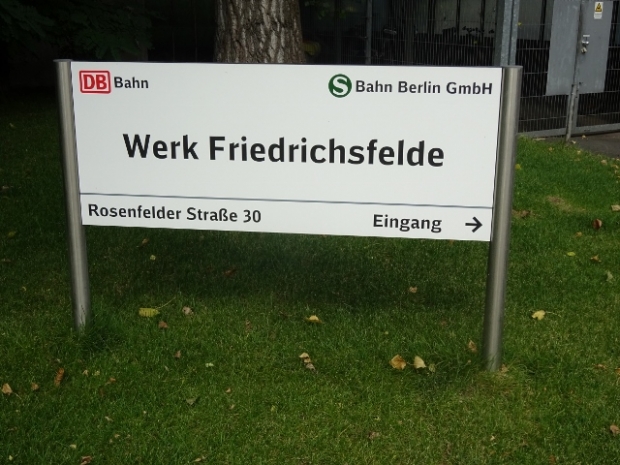 DB Bahn
S Bahn Berlin GmbH
Werk Friedrichsfelde
Rosenfelder Straße 30
Eingang →